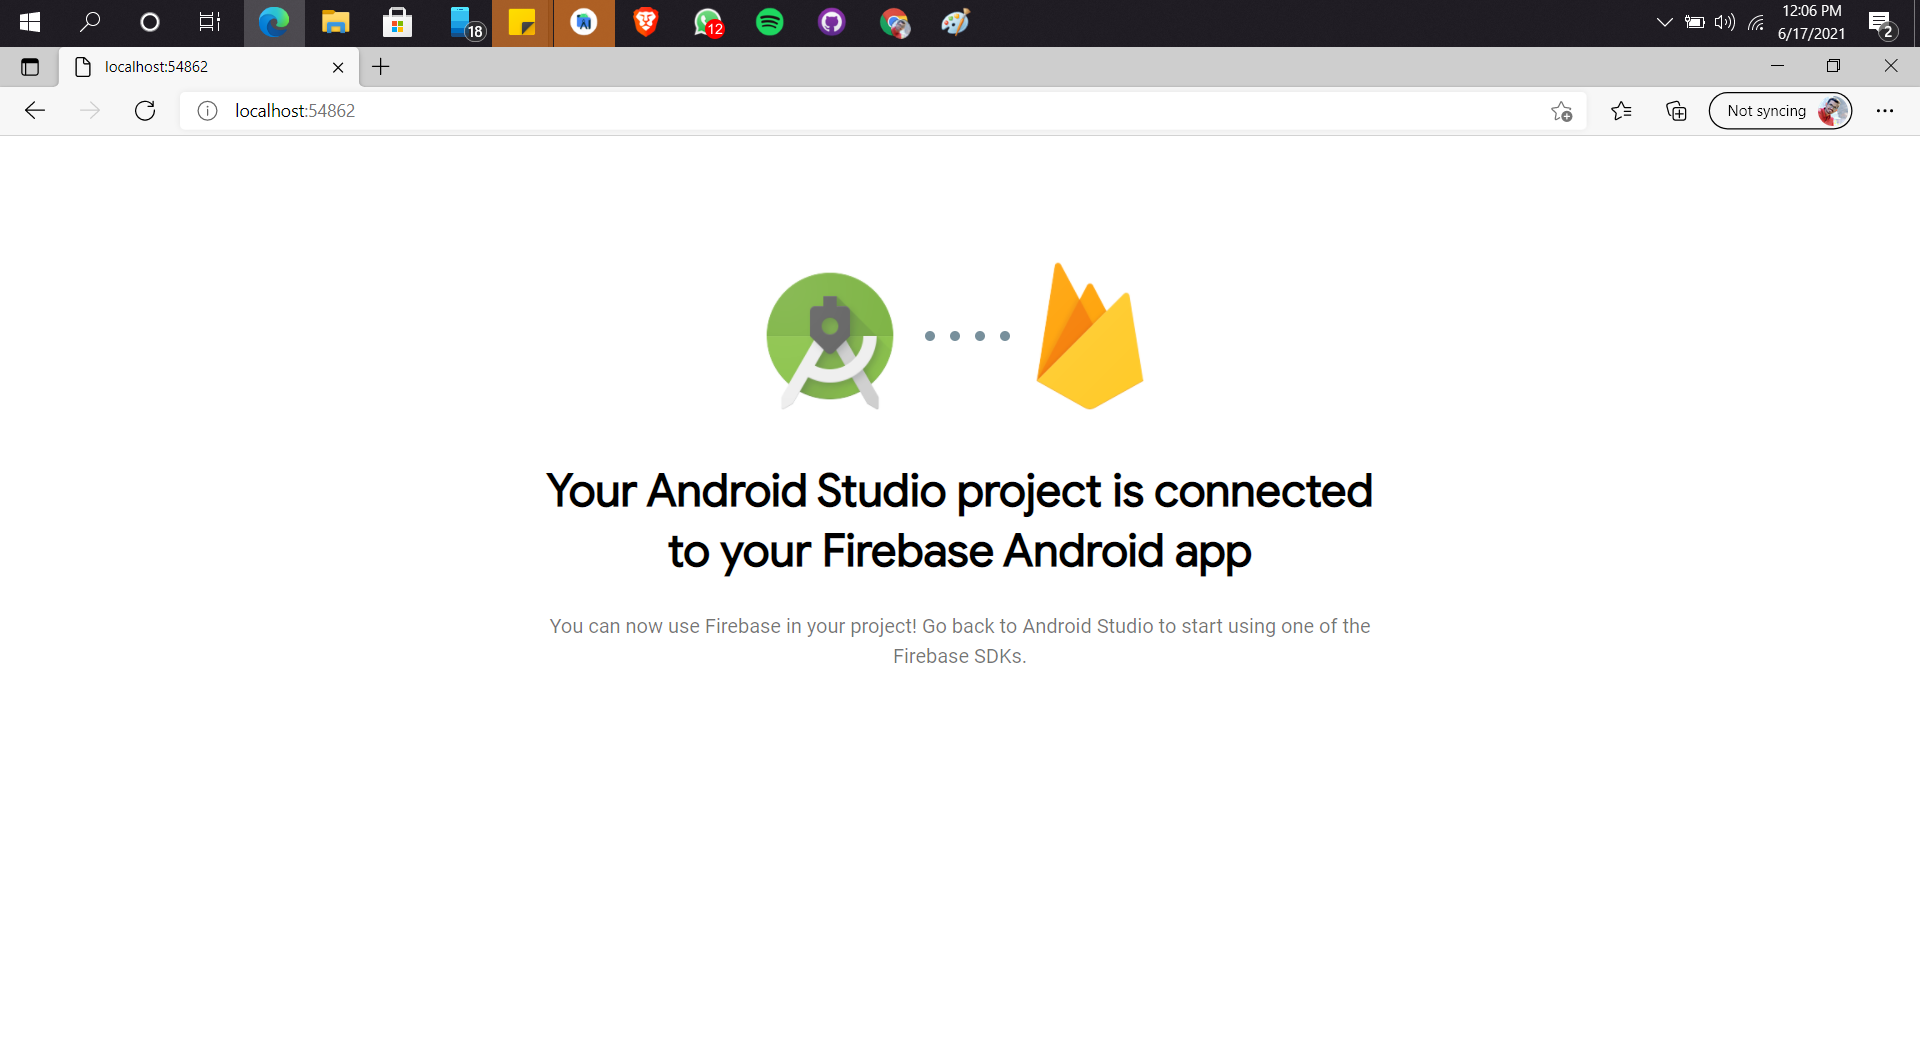 18
12
12:06 PM
6/17/2021
2
localhost:54862
localhost:54862
Not syncing
Your Android Studio project is connected
to your Firebase Android app
You can now use Firebase in your project! Go back to Android Studio to start using one of the
Firebase SDKs.